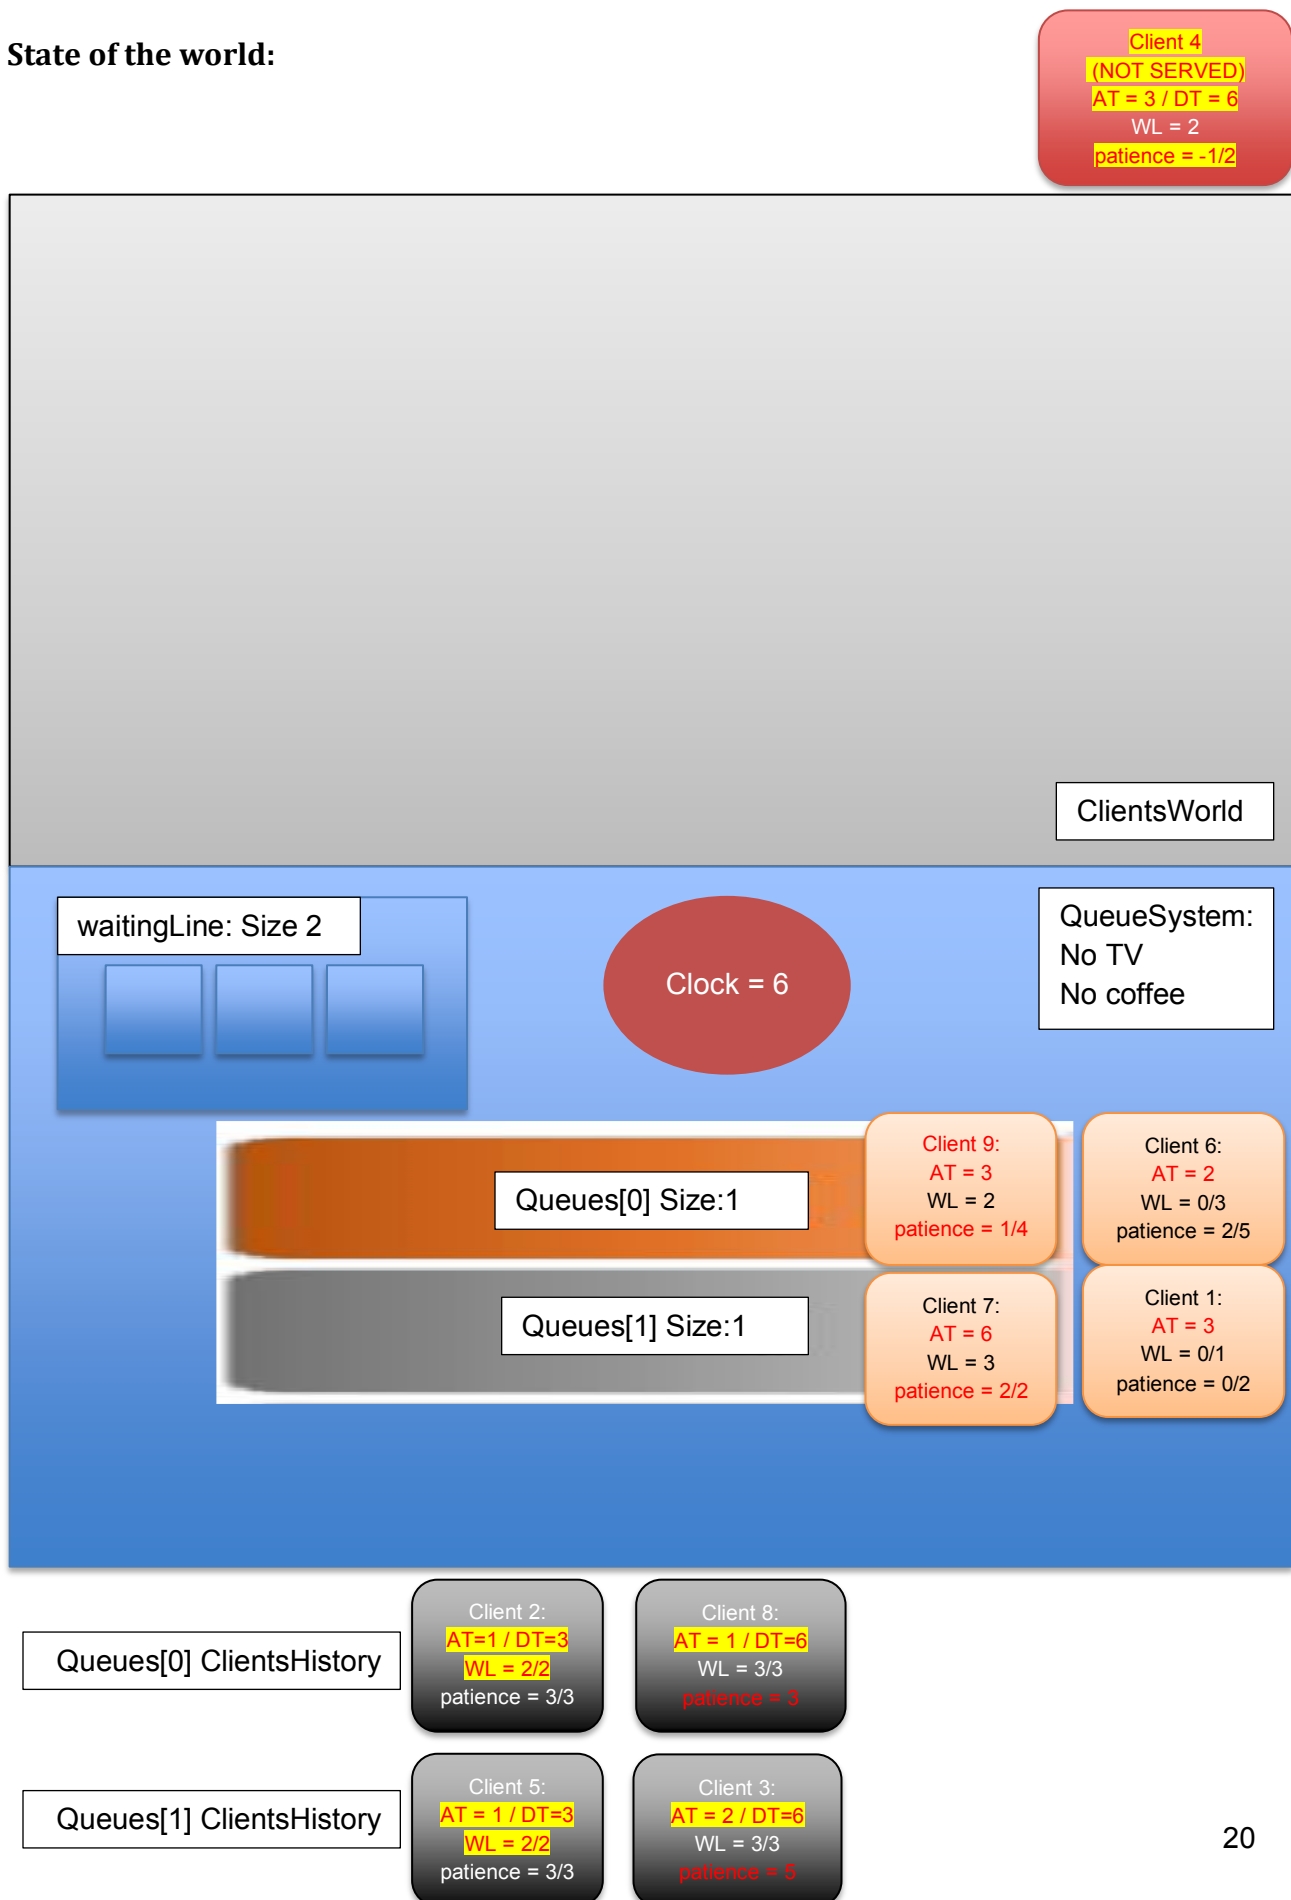 State of the world:
Client 4
(NOT SERVED)
AT = 3 / DT = 6
WL = 2
patience = -1/2
ClientsWorld
waitingLine: Size 2
Clock = 6
QueueSystem:
No TV
No coffee
Queues[0] Size:1
Client 9:
AT = 3
WL = 2
patience = 1/4
Client 6:
AT = 2
WL = 0/3
patience = 2/5
Queues[1] Size:1
Client 7:
AT = 6
WL = 3
patience = 2/2
Client 1:
AT = 3
WL = 0/1
patience = 0/2
Queues[0] ClientsHistory
Client 2:
AT=1 / DT=3
WL = 2/2
patience = 3/3
Client 8:
AT = 1 / DT=6
WL = 3/3
patience = 3
Queues[1] ClientsHistory
Client 5:
AT = 1 / DT=3
WL = 2/2
patience = 3/3
Client 3:
AT = 2 / DT=6
WL = 3/3
patience = 5
20